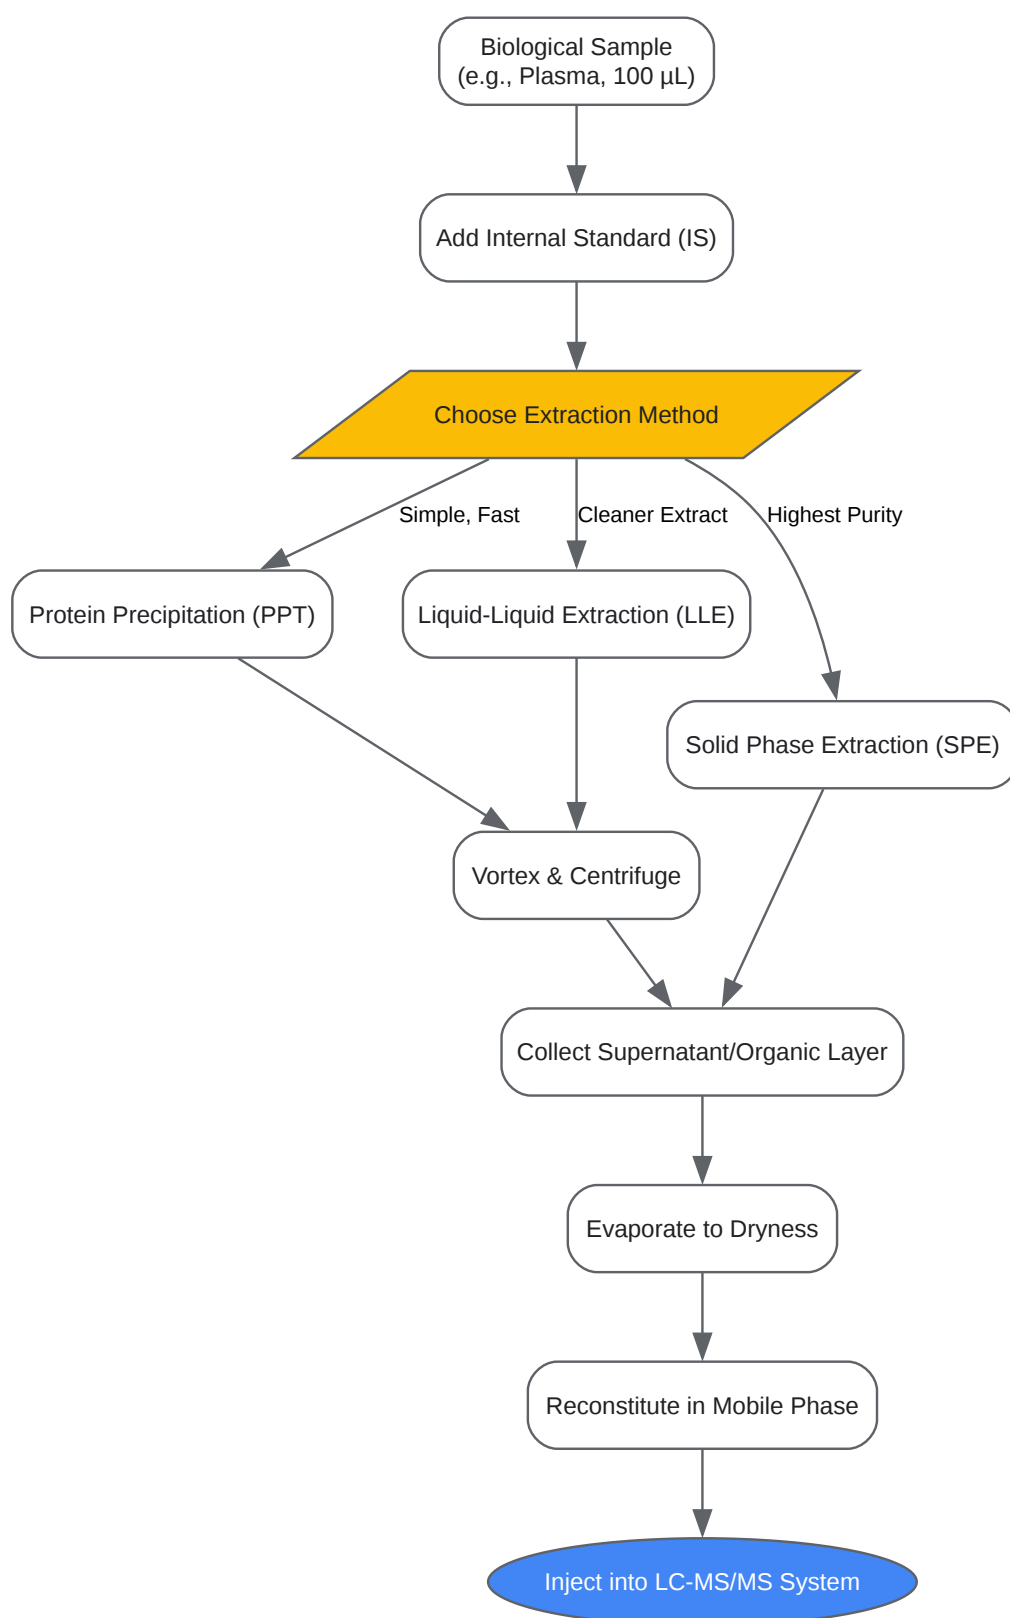 Biological Sample
(e.g., Plasma, 100 µL)
Add Internal Standard (IS)
Choose Extraction Method
Simple, Fast
Cleaner Extract
Highest Purity
Protein Precipitation (PPT)
Liquid-Liquid Extraction (LLE)
Solid Phase Extraction (SPE)
Vortex & Centrifuge
Collect Supernatant/Organic Layer
Evaporate to Dryness
Reconstitute in Mobile Phase
Inject into LC-MS/MS System